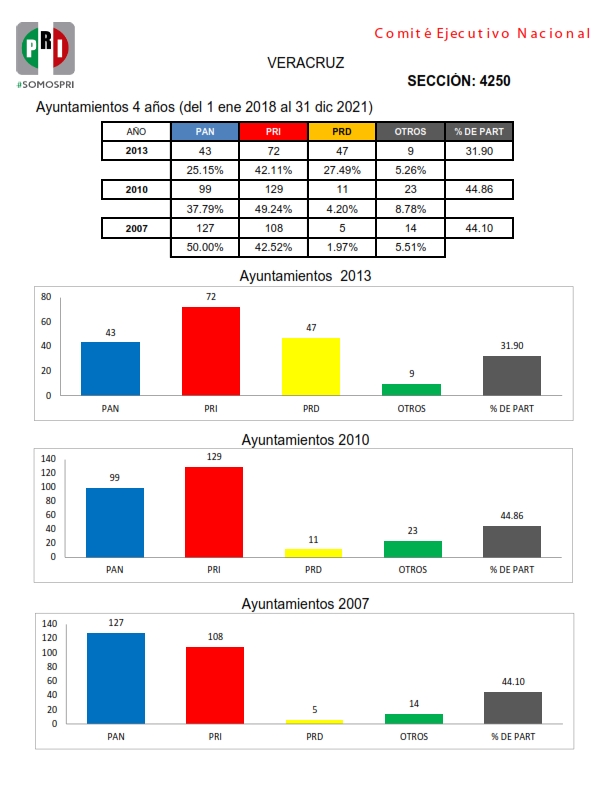 Comité Ejecutivo Nacional
PRI
#SOMOSPRI
VERACRUZ
SECCIÓN: 4250
Ayuntamientos 4 años (del 1 ene 2018 al 31 dic 2021)
AÑO PAN PRI PRD OTROS % DE PART
2013 43 72 47 9 31.90
25.15% 42.11% 27.49% 5.26%
2010 99 129 11 23 44.86
37.79% 49.24% 4.20% 8.78%
2007 127 108 5 14 44.10
50.00% 42.52% 1.97% 5.51%
Ayuntamientos 2013
80
60
40
20
0
43 72 47 9 31.90
PAN PRI PRD OTROS % DE PART
Ayuntamientos 2010
140
120
100
80
60
40
20
0
99 129 11 23 44.86
PAN PRI PRD OTROS % DE PART
Ayuntamientos 2007
140
120
100
80
60
40
20
0
127 108 5 14 44.10
PAN PRI PRD OTROS % DE PART